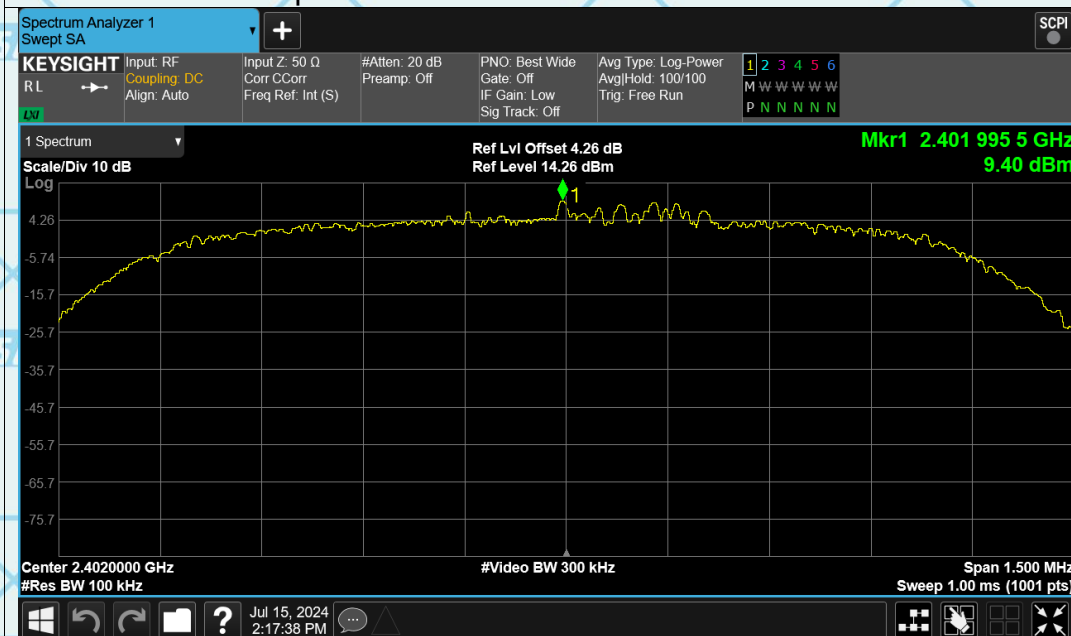 Spectrum Analyzer 1
Swept SA
+
SCPI
KEYSIGHT
R L
LXI
Input: RF
Coupling: DC
Align: Auto
Input Z: 50 Ω
Corr CCorr
Freq Ref: Int (S)
#Atten: 20 dB
Preamp: Off
PNO: Best Wide
Gate: Off
IF Gain: Low
Sig Track: Off
Avg Type: Log-Power
Avg|Hold: 100/100
Trig: Free Run
1 2 3 4 5 6
M W W W W W
P N N N N N
1 Spectrum
Scale/Div 10 dB
Log
Ref Lvl Offset 4.26 dB
Ref Level 14.26 dBm
Mkr1 2.401 995 5 GHz
9.40 dBm
1
4.26
-5.74
-15.7
-25.7
-35.7
-45.7
-55.7
-65.7
-75.7
Center 2.4020000 GHz
#Res BW 100 kHz
#Video BW 300 kHz
Span 1.500 MHz
Sweep 1.00 ms (1001 pts)
?
Jul 15, 2024
2:17:38 PM